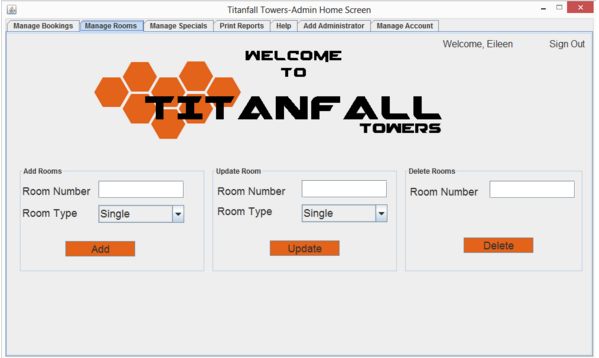 Titanfall Towers-Admin Home Screen
Manage Bookings Manage Rooms Manage Specials Print Reports Help Add Administrator Manage Account
Welcome, Eileen Sign Out
WELCOME
TO
TITANFALL
TOWERS
Add Rooms
Room Number
Room Type Single
Add
Update Room
Room Number
Room Type Single
Update
Delete Rooms
Room Number
Delete